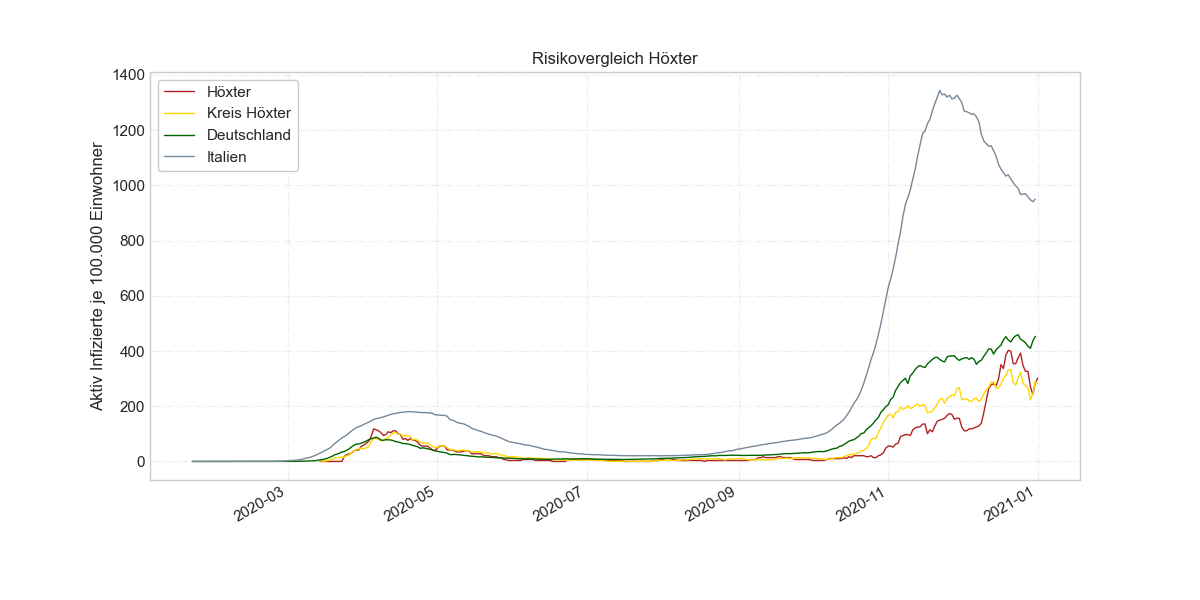 Risikovergleich Höxter
Höxter
Kreis Höxter
Deutschland
Italien
Aktiv Infizierte je 100.000 Einwohner
1400
1200
1000
800
600
400
200
0
2020-03
2020-05
2020-07
2020-09
2020-11
2021-01